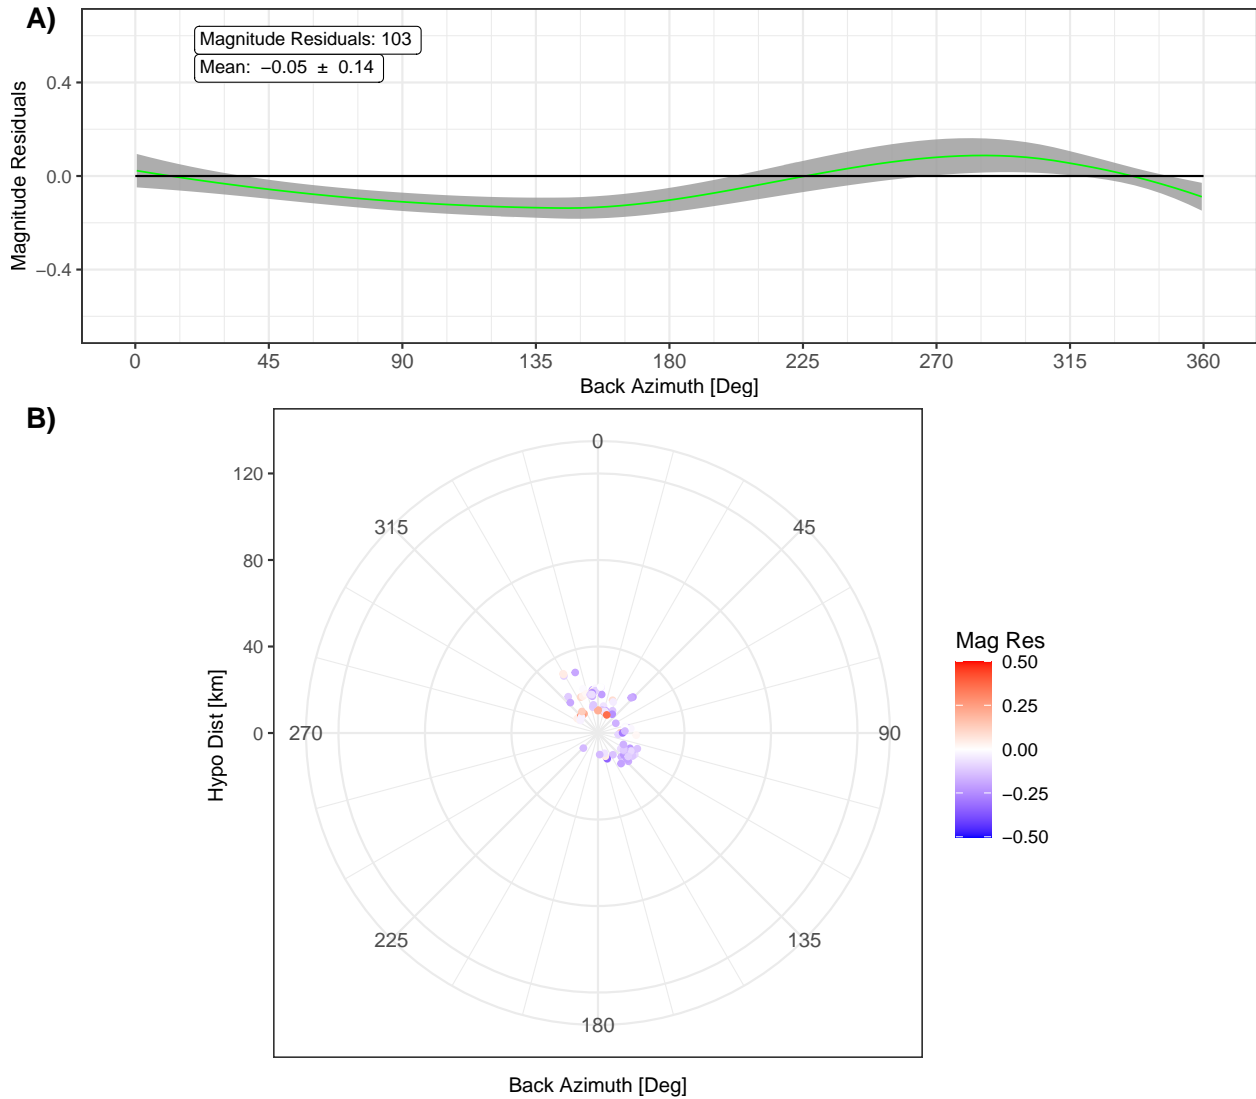 A)
Magnitude Residuals: 103
Mean: −0.05 ± 0.14
Magnitude Residuals
0.4
0.0
−0.4
0 45 90 135 180 225 270 315 360
Back Azimuth [Deg]
B)
Hypo Dist [km]
120
80
40
0
0
45
90
135
180
225
270
315
Back Azimuth [Deg]
Mag Res
0.50
0.25
0.00
−0.25
−0.50